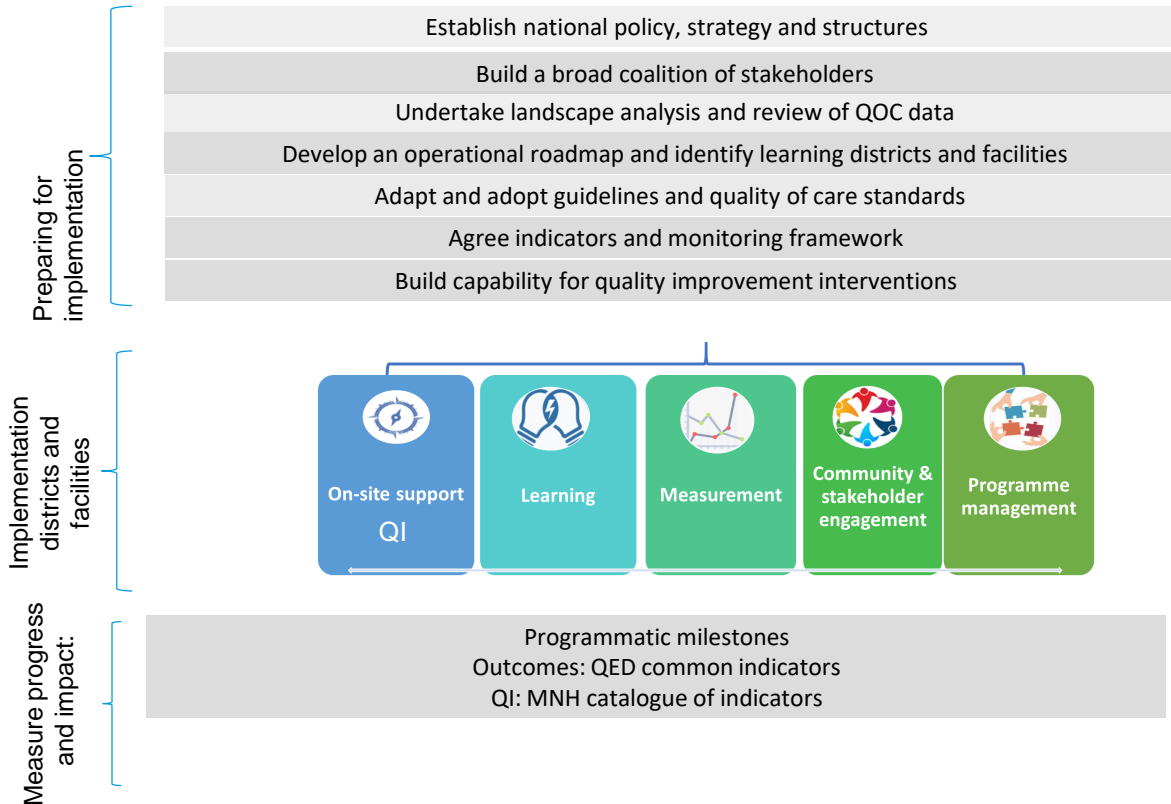 Preparing for
implementation
Establish national policy, strategy and structures
Build a broad coalition of stakeholders
Undertake landscape analysis and review of QOC data
Develop an operational roadmap and identify learning districts and facilities
Adapt and adopt guidelines and quality of care standards
Agree indicators and monitoring framework
Build capability for quality improvement interventions
Implementation
districts and
facilities
On-site support
QI
Learning
Measurement
Community &
stakeholder
engagement
Programme
management
Measure progress
and impact:
Programmatic milestones
Outcomes: QED common indicators
QI: MNH catalogue of indicators